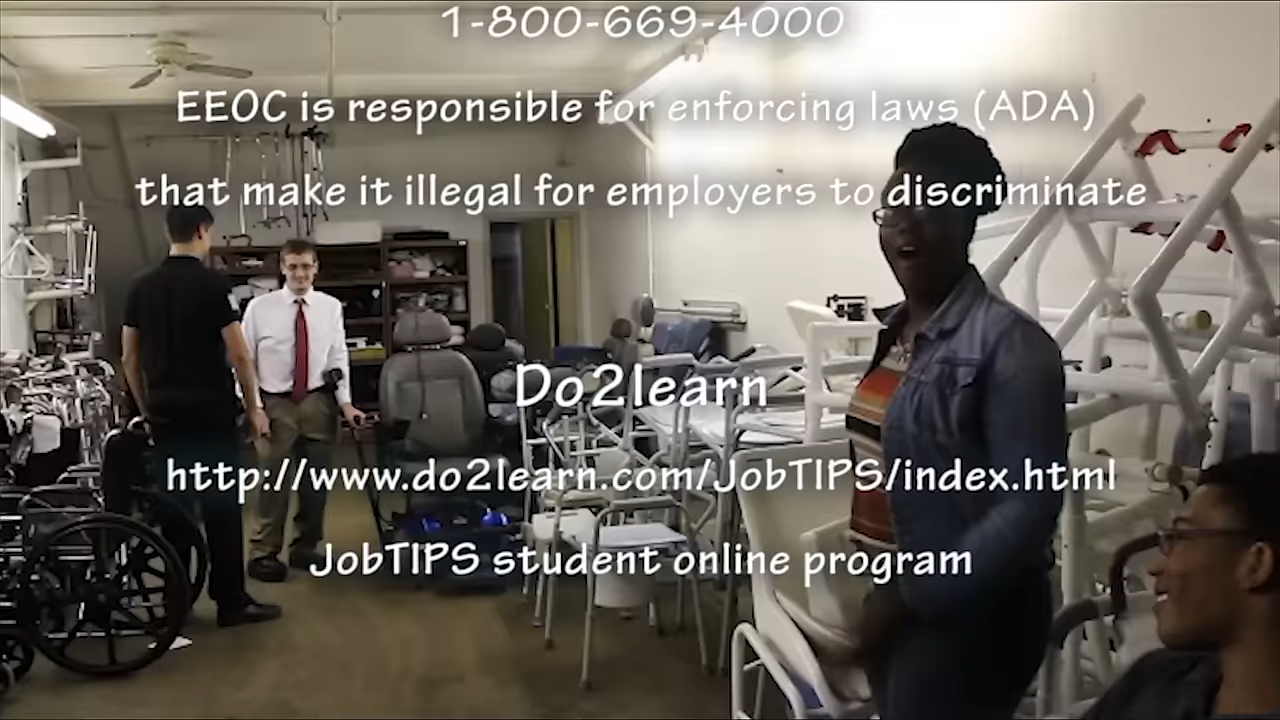 1-800-669-4000
EEOC is responsible for enforcing laws (ADA)
that make it illegal for employers to discriminate
Do2learn
http://www.do2learn.com/JobTIPS/index.html
JobTIPS student online program